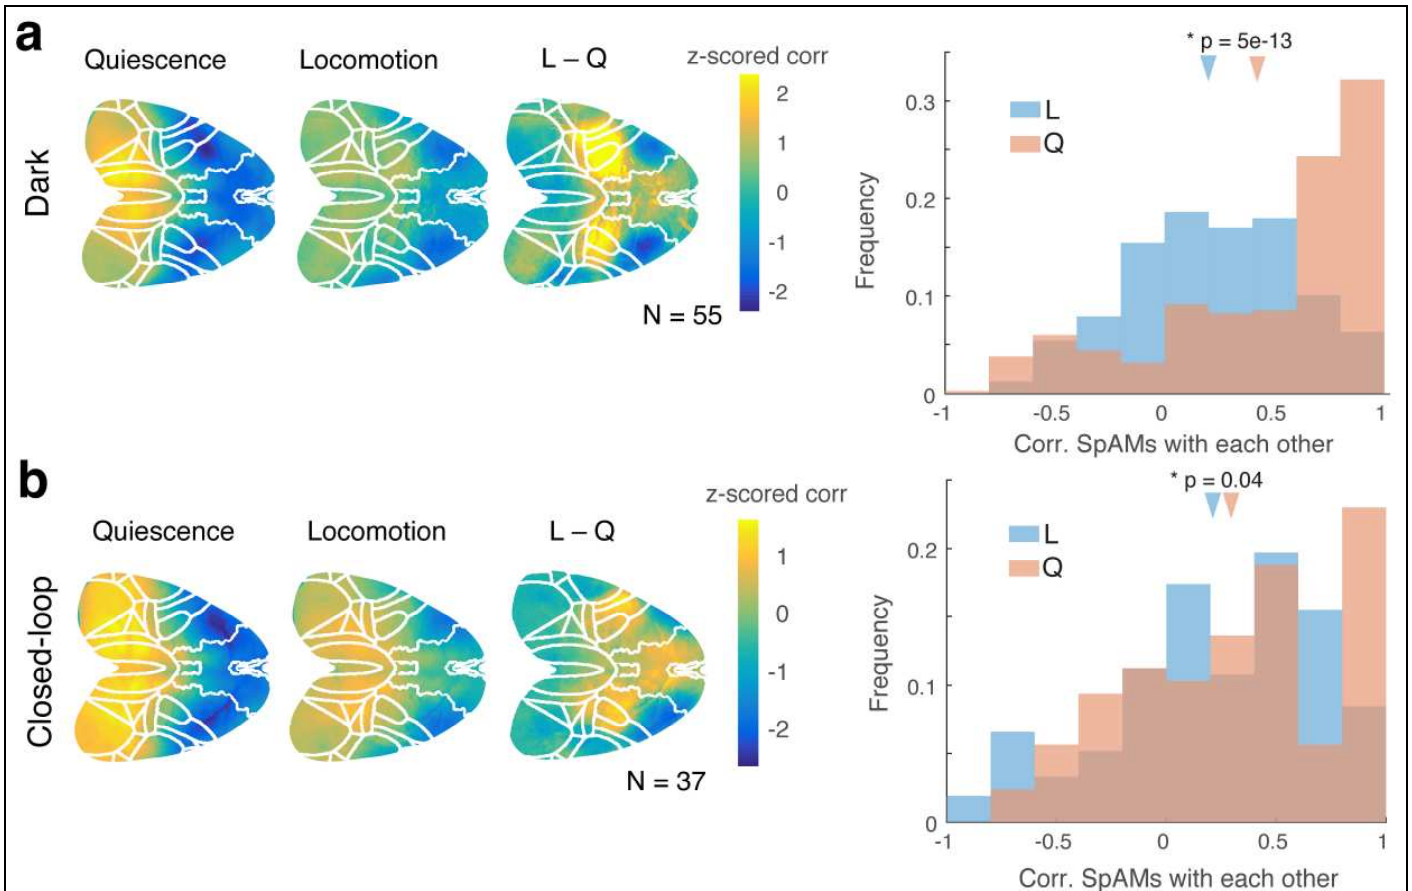 a
Quiescence
Locomotion
L – Q
z-scored corr
Dark
2
1
0
-1
-2
N = 55
* p = 5e-13
L
Q
Frequency
0.3
0.2
0.1
0
-1
-0.5
0
0.5
1
Corr. SpAMs with each other
b
Quiescence
Locomotion
L – Q
z-scored corr
Closed-loop
1
0
-1
-2
N = 37
* p = 0.04
L
Q
Frequency
0.2
0.1
0
-1
-0.5
0
0.5
1
Corr. SpAMs with each other